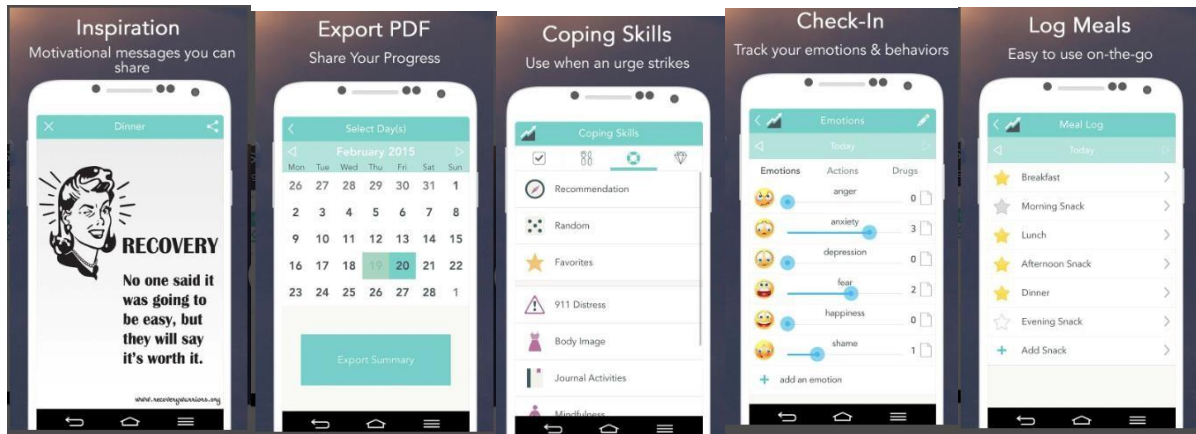 Inspiration
Motivational messages you can
share
Dinner
RECOVERY
No one said it
was going to
be easy, but
they will say
it's worth it.
www.recoverywarriors.org
Export PDF
Share Your Progress
Select Day(s)
February 2015
Mon Tue Wed Thu Fri Sat Sun
26 27 28 29 30 31 1
2 3 4 5 6 7 8
9 10 11 12 13 14 15
16 17 18 19 20 21 22
23 24 25 26 27 28 1
Export Summary
Coping Skills
Use when an urge strikes
Coping Skills
Recommendation
Random
Favorites
911 Distress
Body Image
Journal Activities
Mindfulness
Check-In
Track your emotions & behaviors
Emotions
Today
Emotions Actions Drugs
anger 0
anxiety 3
depression 0
fear 2
happiness 0
shame 1
+ add an emotion
Log Meals
Easy to use on-the-go
Meal Log
Today
Breakfast
Morning Snack
Lunch
Afternoon Snack
Dinner
Evening Snack
+ Add Snack